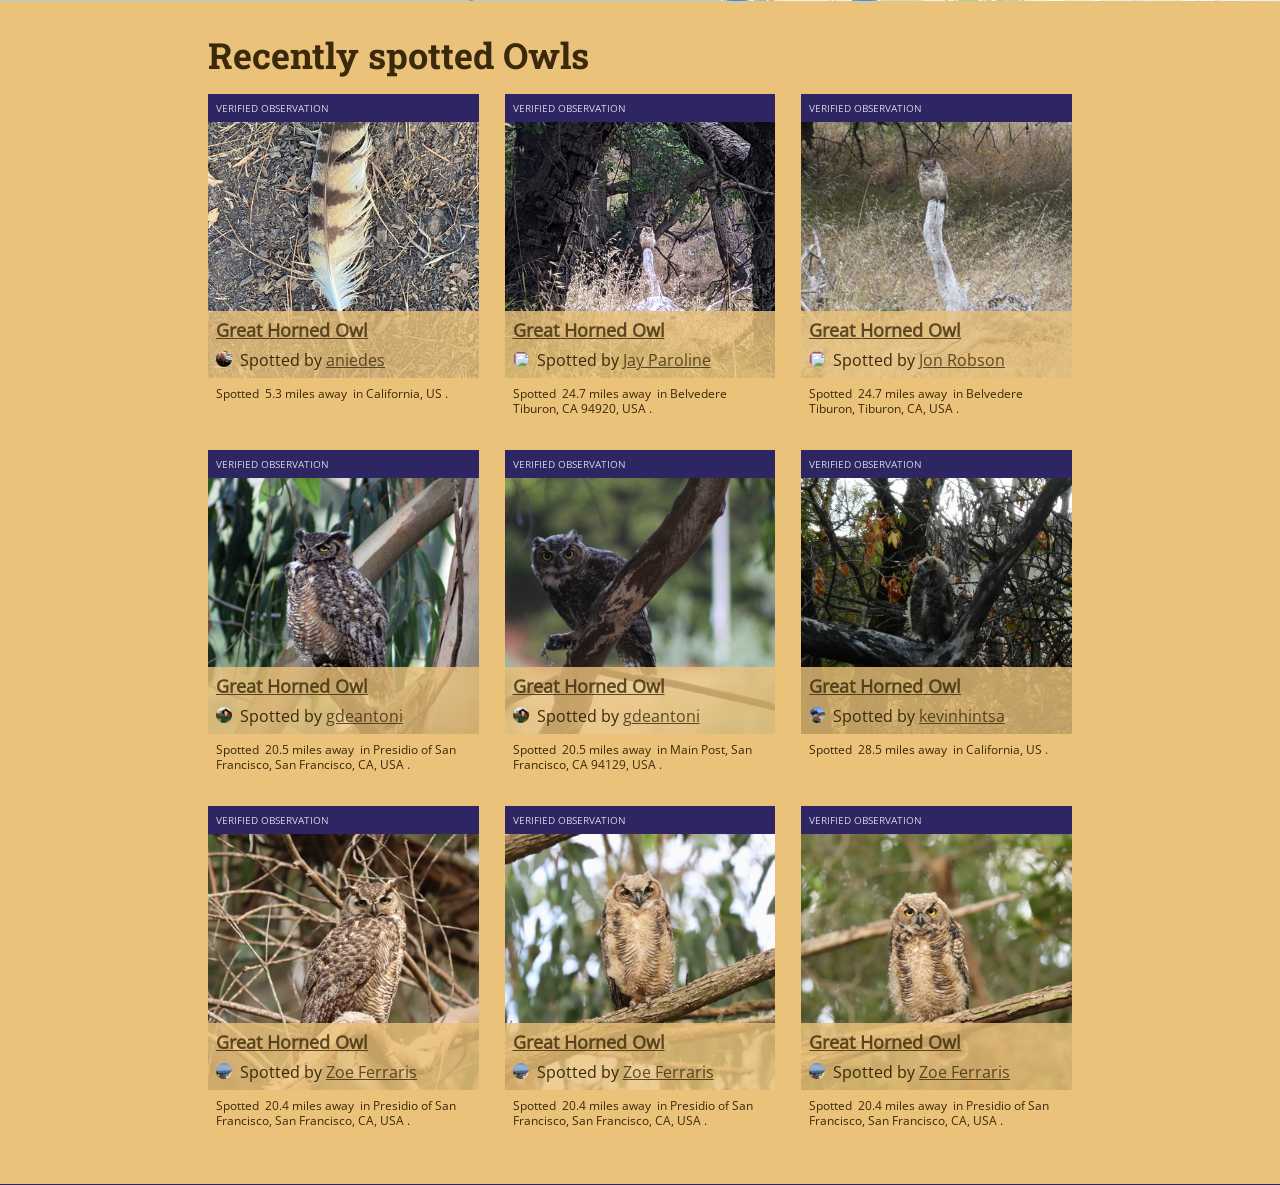 Recently spotted Owls
VERIFIED OBSERVATION
Great Horned Owl
Spotted by aniedes
Spotted 5.3 miles away in California, US .
VERIFIED OBSERVATION
Great Horned Owl
Spotted by Jay Paroline
Spotted 24.7 miles away in Belvedere
Tiburon, CA 94920, USA .
VERIFIED OBSERVATION
Great Horned Owl
Spotted by Jon Robson
Spotted 24.7 miles away in Belvedere
Tiburon, Tiburon, CA, USA .
VERIFIED OBSERVATION
Great Horned Owl
Spotted by gdeantoni
Spotted 20.5 miles away in Presidio of San
Francisco, San Francisco, CA, USA .
VERIFIED OBSERVATION
Great Horned Owl
Spotted by gdeantoni
Spotted 20.5 miles away in Main Post, San
Francisco, CA 94129, USA .
VERIFIED OBSERVATION
Great Horned Owl
Spotted by kevinhintsa
Spotted 28.5 miles away in California, US .
VERIFIED OBSERVATION
Great Horned Owl
Spotted by Zoe Ferraris
Spotted 20.4 miles away in Presidio of San
Francisco, San Francisco, CA, USA .
VERIFIED OBSERVATION
Great Horned Owl
Spotted by Zoe Ferraris
Spotted 20.4 miles away in Presidio of San
Francisco, San Francisco, CA, USA .
VERIFIED OBSERVATION
Great Horned Owl
Spotted by Zoe Ferraris
Spotted 20.4 miles away in Presidio of San
Francisco, San Francisco, CA, USA .